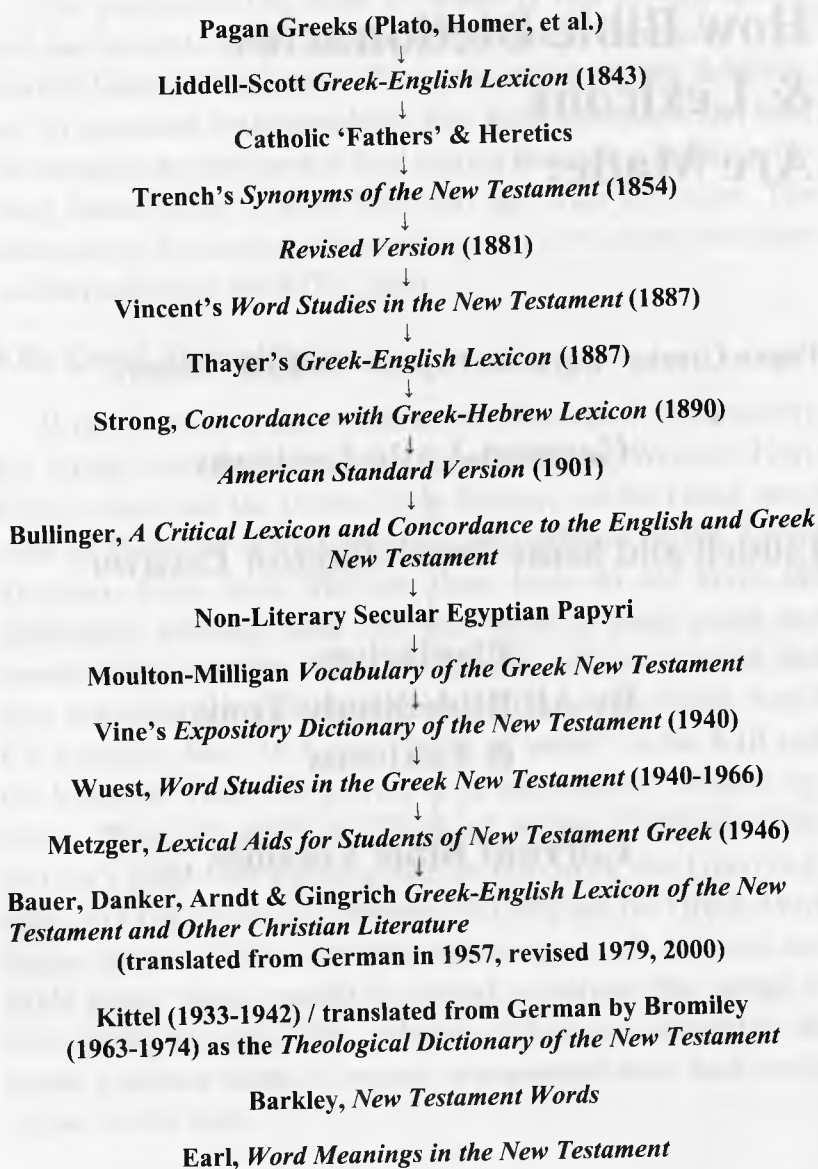 Pagan Greeks (Plato, Homer, et al.)
↓
Liddell-Scott Greek-English Lexicon (1843)
↓
Catholic ‘Fathers’ & Heretics
↓
Trench's Synonyms of the New Testament (1854)
↓
Revised Version (1881)
↓
Vincent's Word Studies in the New Testament (1887)
↓
Thayer's Greek-English Lexicon (1887)
↓
Strong, Concordance with Greek-Hebrew Lexicon (1890)
↓
American Standard Version (1901)
↓
Bullinger, A Critical Lexicon and Concordance to the English and Greek
New Testament
↓
Non-Literary Secular Egyptian Papyri
↓
Moulton-Milligan Vocabulary of the Greek New Testament
↓
Vine's Expository Dictionary of the New Testament (1940)
↓
Wuest, Word Studies in the Greek New Testament (1940-1966)
↓
Metzger, Lexical Aids for Students of New Testament Greek (1946)
↓
Bauer, Danker, Arndt & Gingrich Greek-English Lexicon of the New
Testament and Other Christian Literature
(translated from German in 1957, revised 1979, 2000)
Kittel (1933-1942) / translated from German by Bromiley
(1963-1974) as the Theological Dictionary of the New Testament
Barkley, New Testament Words
Earl, Word Meanings in the New Testament